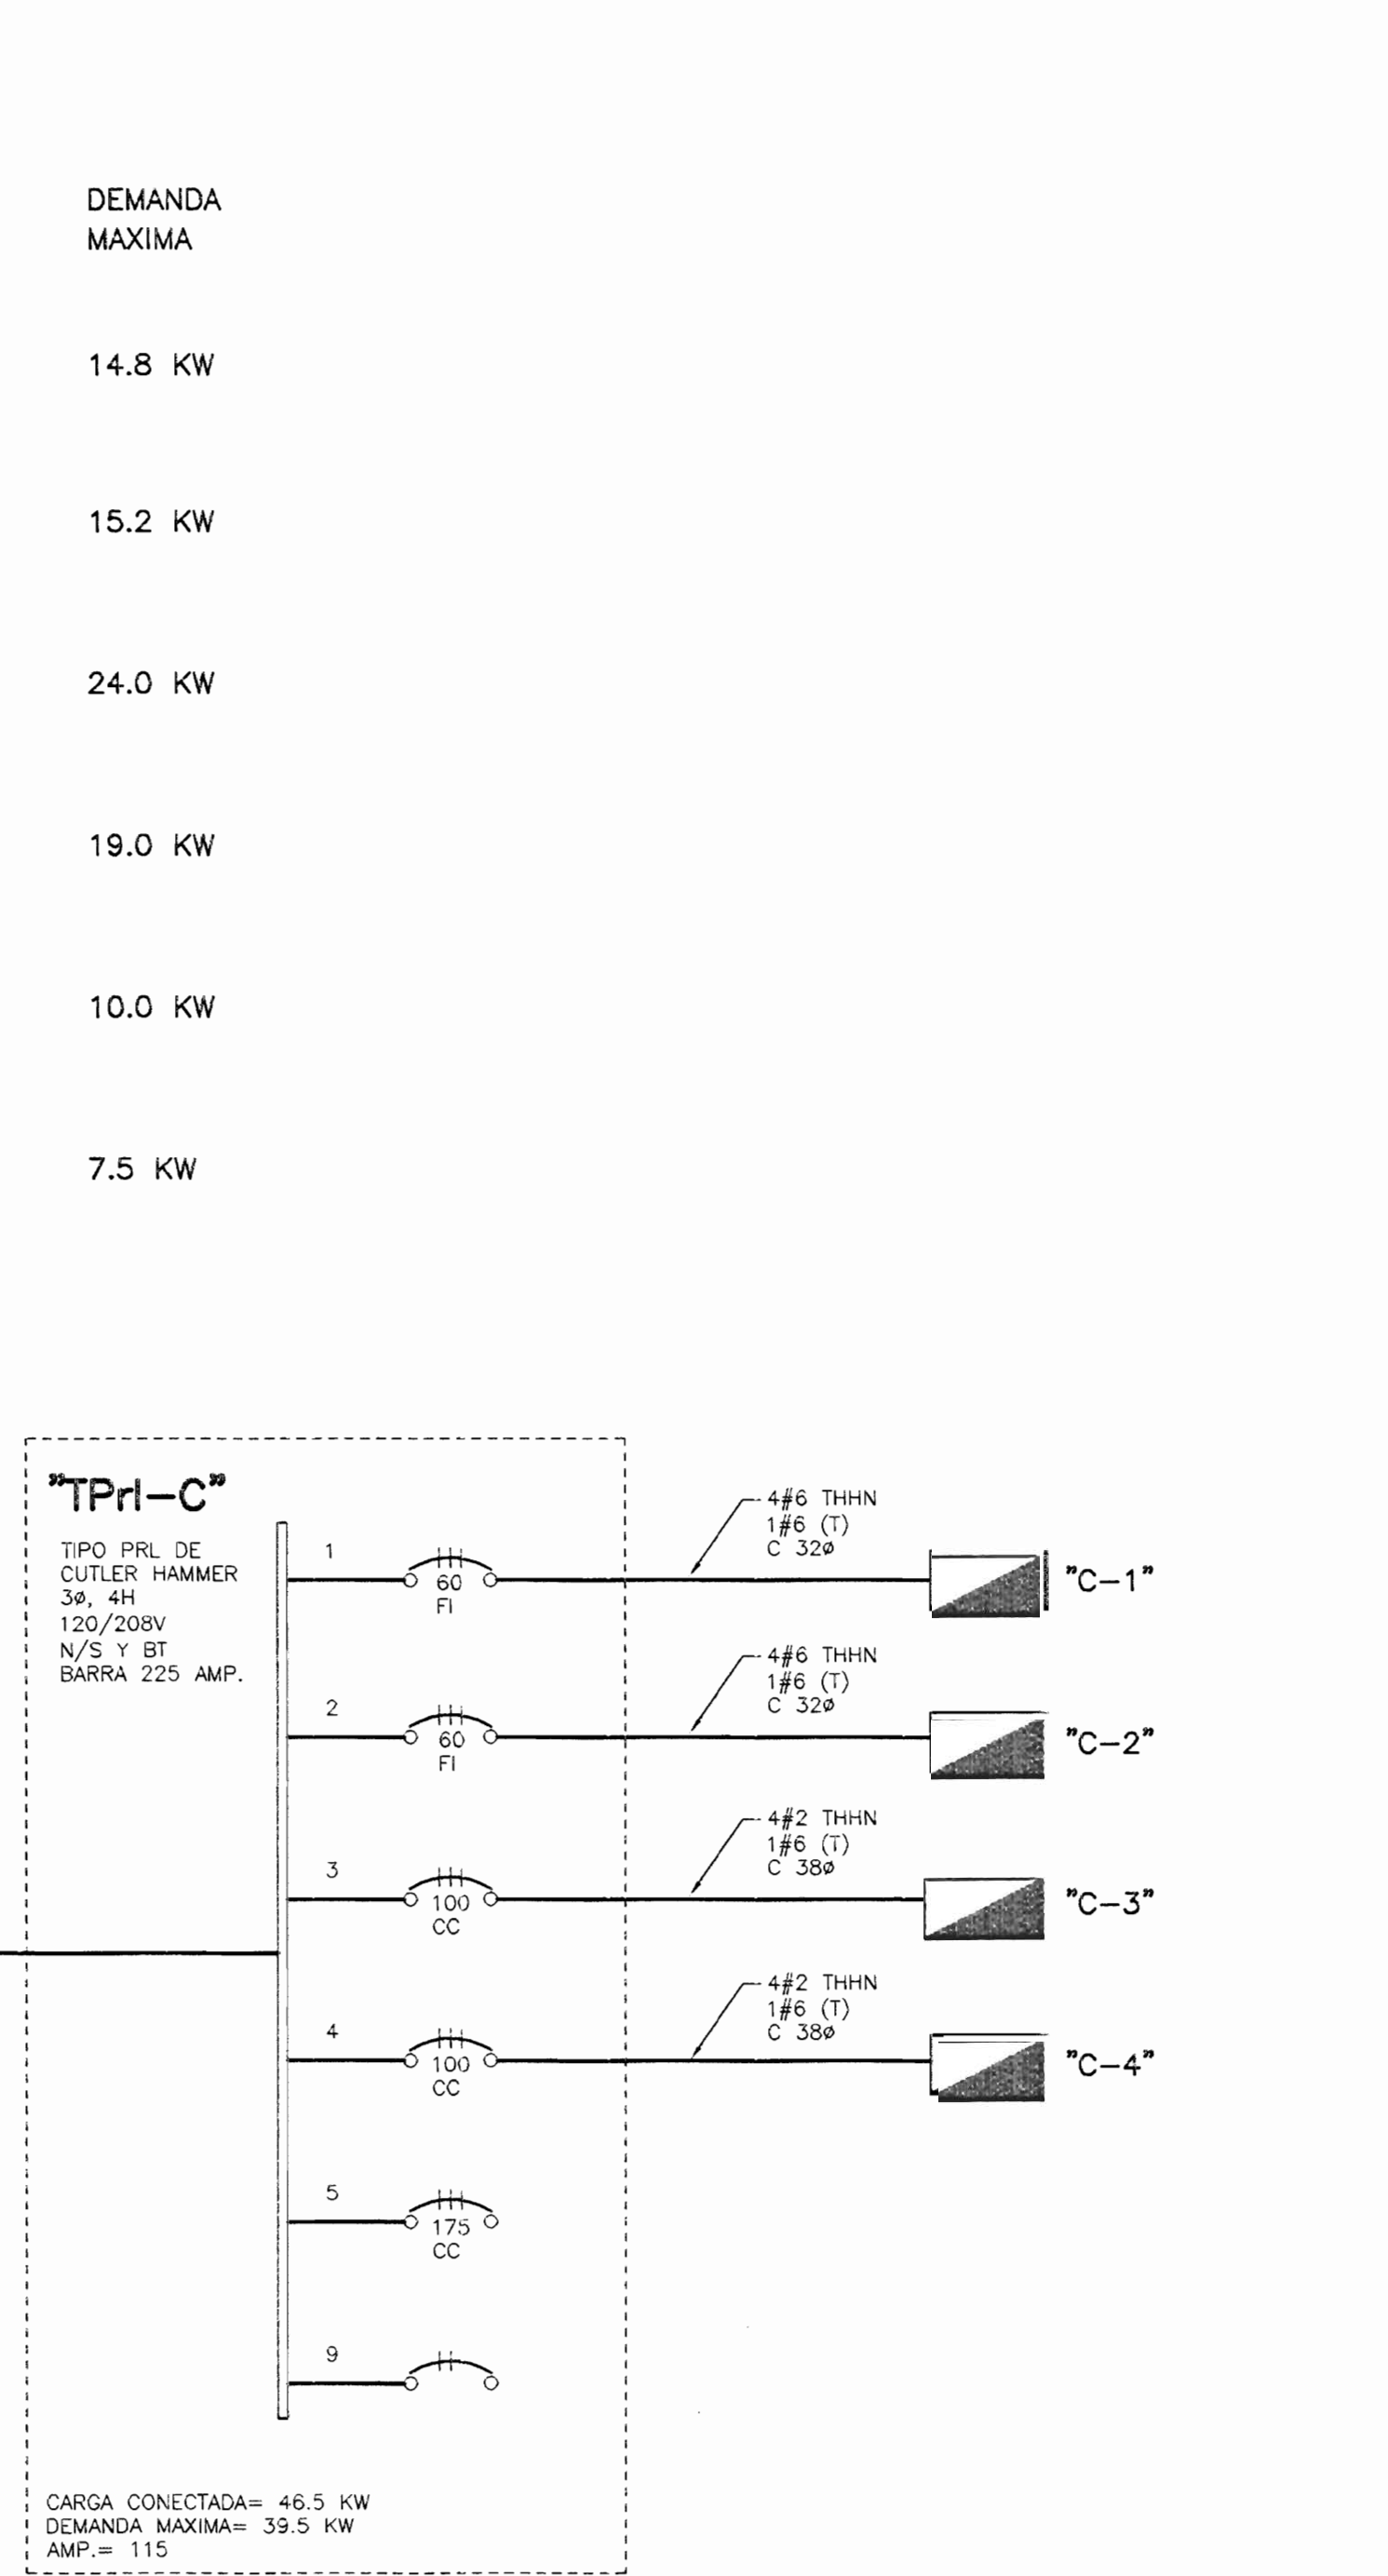 DEMANDA
MAXIMA
14.8 KW
15.2 KW
24.0 KW
19.0 KW
10.0 KW
7.5 KW
"TPrl-C"
TIPO PRL DE
CUTLER HAMMER
3ø, 4H
120/208V
N/S Y BT
BARRA 225 AMP.
1
60
FI
4#6 THHN
1#6 (T)
C 32ø
"C-1"
2
60
FI
4#6 THHN
1#6 (T)
C 32ø
"C-2"
3
100
CC
4#2 THHN
1#6 (T)
C 38ø
"C-3"
4
100
CC
4#2 THHN
1#6 (T)
C 38ø
"C-4"
5
175
CC
9
CARGA CONECTADA= 46.5 KW
DEMANDA MAXIMA= 39.5 KW
AMP.= 115